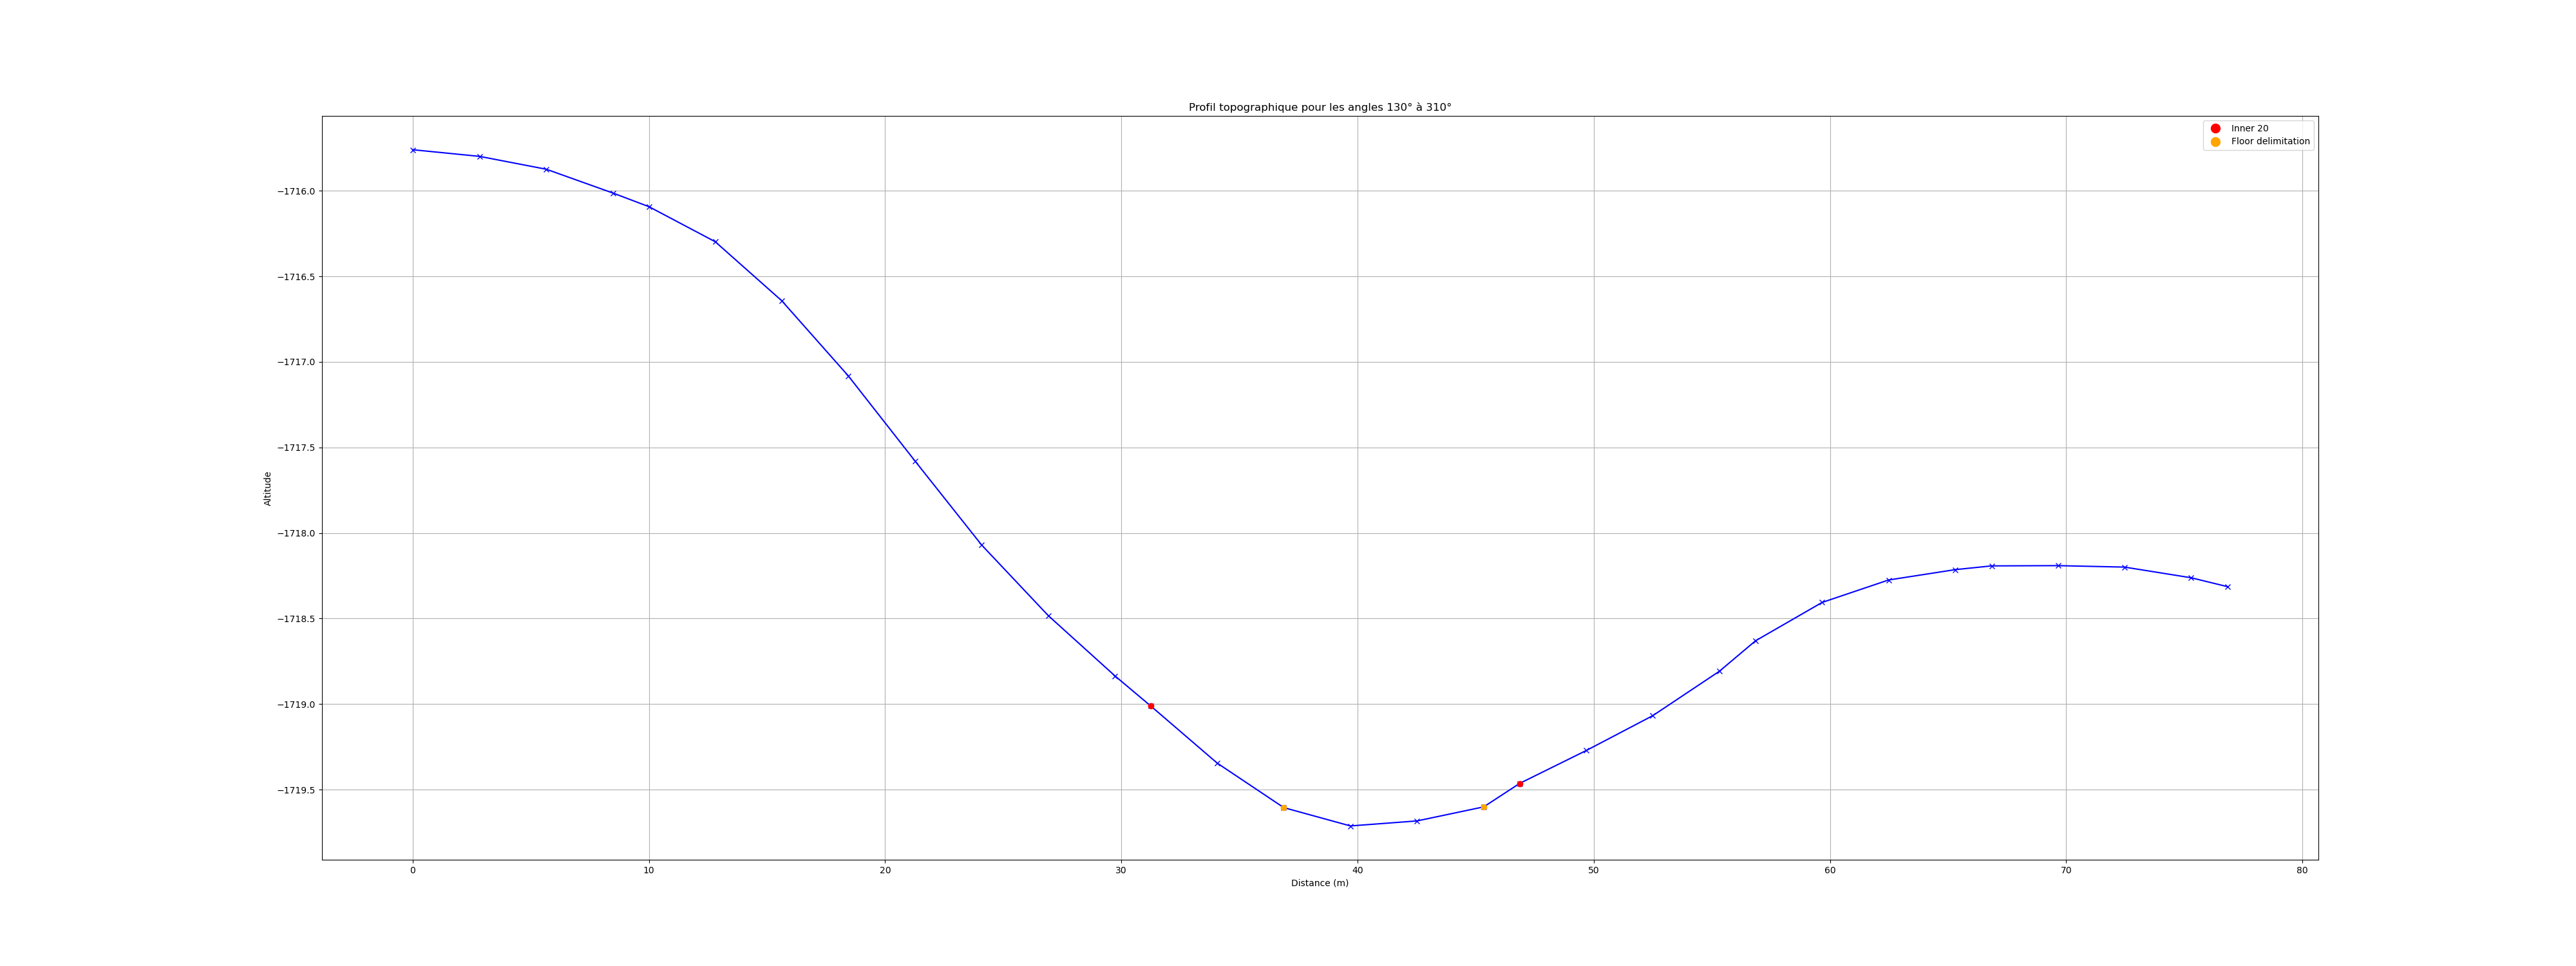 Profil topographique pour les angles 130° à 310°
Inner 20
Floor delimitation
−1716.0
−1716.5
−1717.0
−1717.5
−1718.0
−1718.5
−1719.0
−1719.5
Altitude
0 10 20 30 40 50 60 70 80
Distance (m)